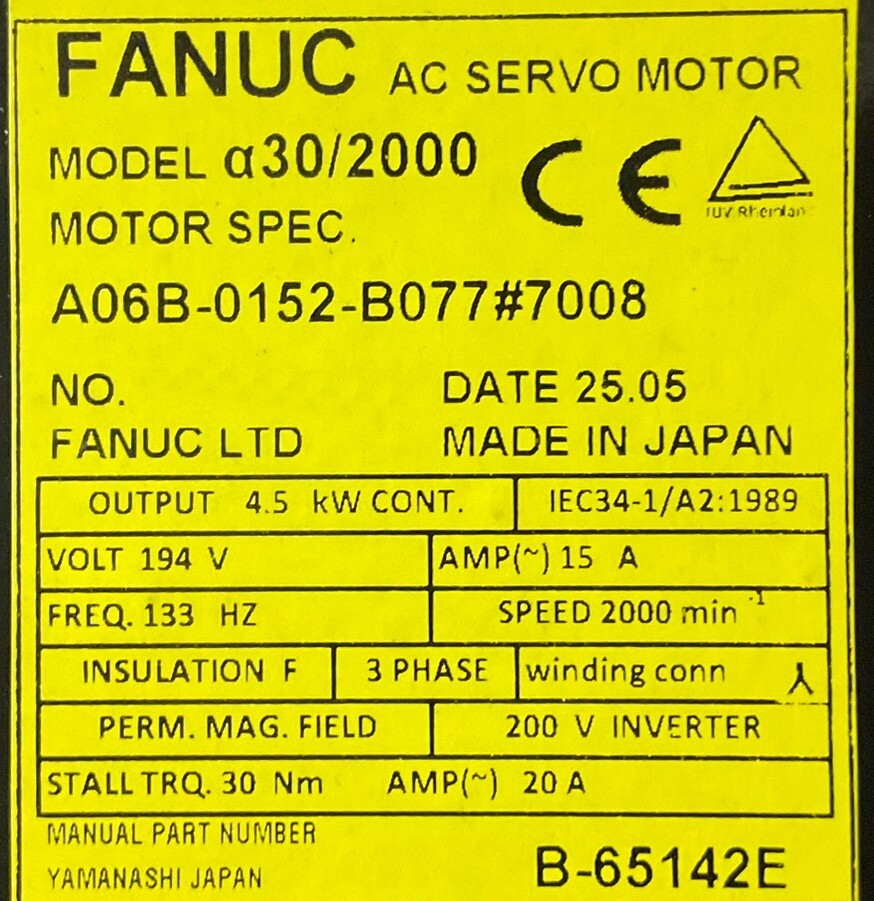 FANUC AC SERVO MOTOR
MODEL α30/2000
CE
TUV Rheinland
MOTOR SPEC.
A06B-0152-B077#7008
NO. DATE 25.05
FANUC LTD MADE IN JAPAN
OUTPUT 4.5 kW CONT. IEC34-1/A2:1989
VOLT 194 V AMP(~) 15 A
FREQ. 133 HZ SPEED 2000 min⁻¹
INSULATION F 3 PHASE winding conn
PERM. MAG. FIELD 200 V INVERTER
STALL TRQ. 30 Nm AMP(~) 20 A
MANUAL PART NUMBER
YAMANASHI JAPAN B-65142E